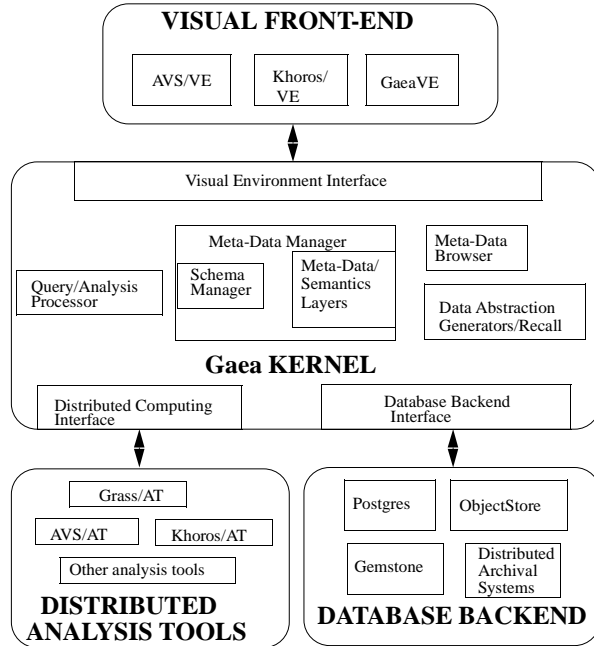 VISUAL FRONT-END
AVS/VE
Khoros/
VE
GaeaVE
Visual Environment Interface
Meta-Data Manager
Schema
Manager
Meta-Data/
Semantics
Layers
Meta-Data
Browser
Query/Analysis
Processor
Data Abstraction
Generators/Recall
Gaea KERNEL
Distributed Computing
Interface
Database Backend
Interface
Grass/AT
AVS/AT
Khoros/AT
Other analysis tools
DISTRIBUTED
ANALYSIS TOOLS
Postgres
ObjectStore
Gemstone
Distributed
Archival
Systems
DATABASE BACKEND